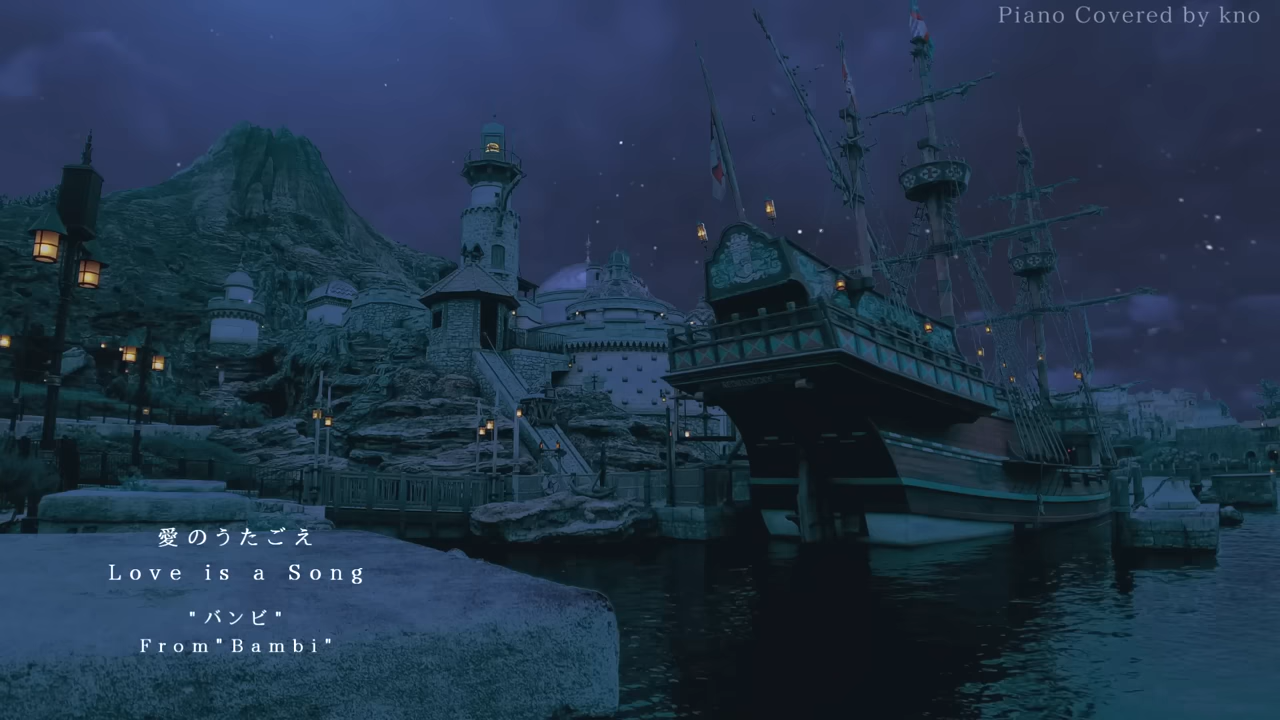 Piano Covered by kno
愛のうたごえ
Love is a Song
"バンビ"
From"Bambi"